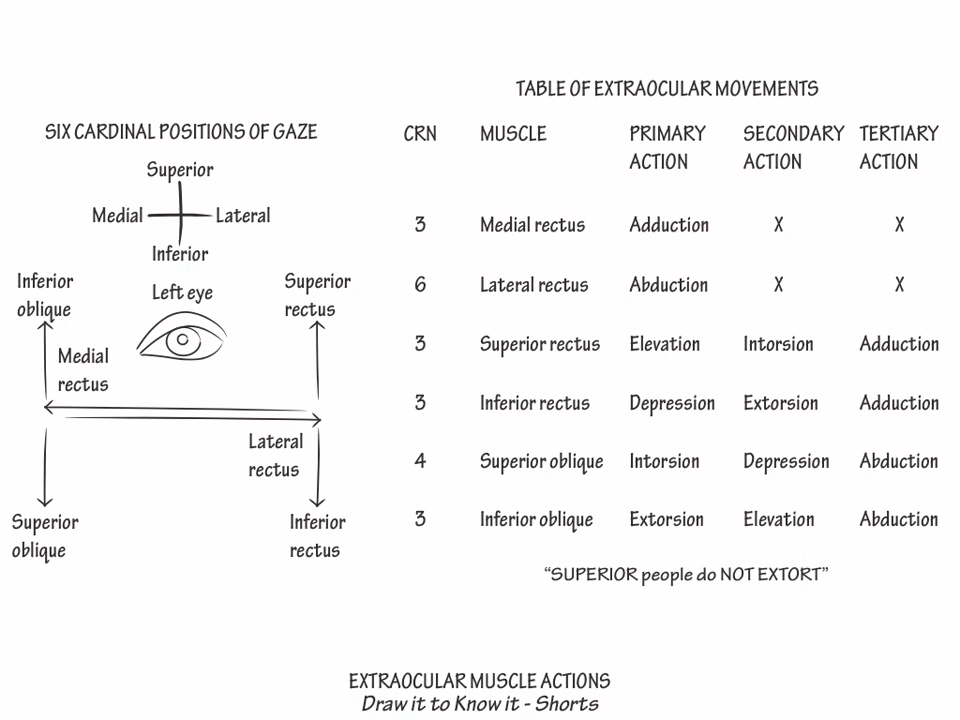 TABLE OF EXTRAOCULAR MOVEMENTS
SIX CARDINAL POSITIONS OF GAZE
Superior
Medial Lateral
Inferior
Left eye
Inferior
oblique
Superior
rectus
Medial
rectus
Lateral
rectus
Superior
oblique
Inferior
rectus
CRN MUSCLE PRIMARY ACTION SECONDARY ACTION TERTIARY ACTION
3 Medial rectus Adduction X X
6 Lateral rectus Abduction X X
3 Superior rectus Elevation Intorsion Adduction
3 Inferior rectus Depression Extorsion Adduction
4 Superior oblique Intorsion Depression Abduction
3 Inferior oblique Extorsion Elevation Abduction
“SUPERIOR people do NOT EXTORT”
EXTRAOCULAR MUSCLE ACTIONS
Draw it to Know it - Shorts